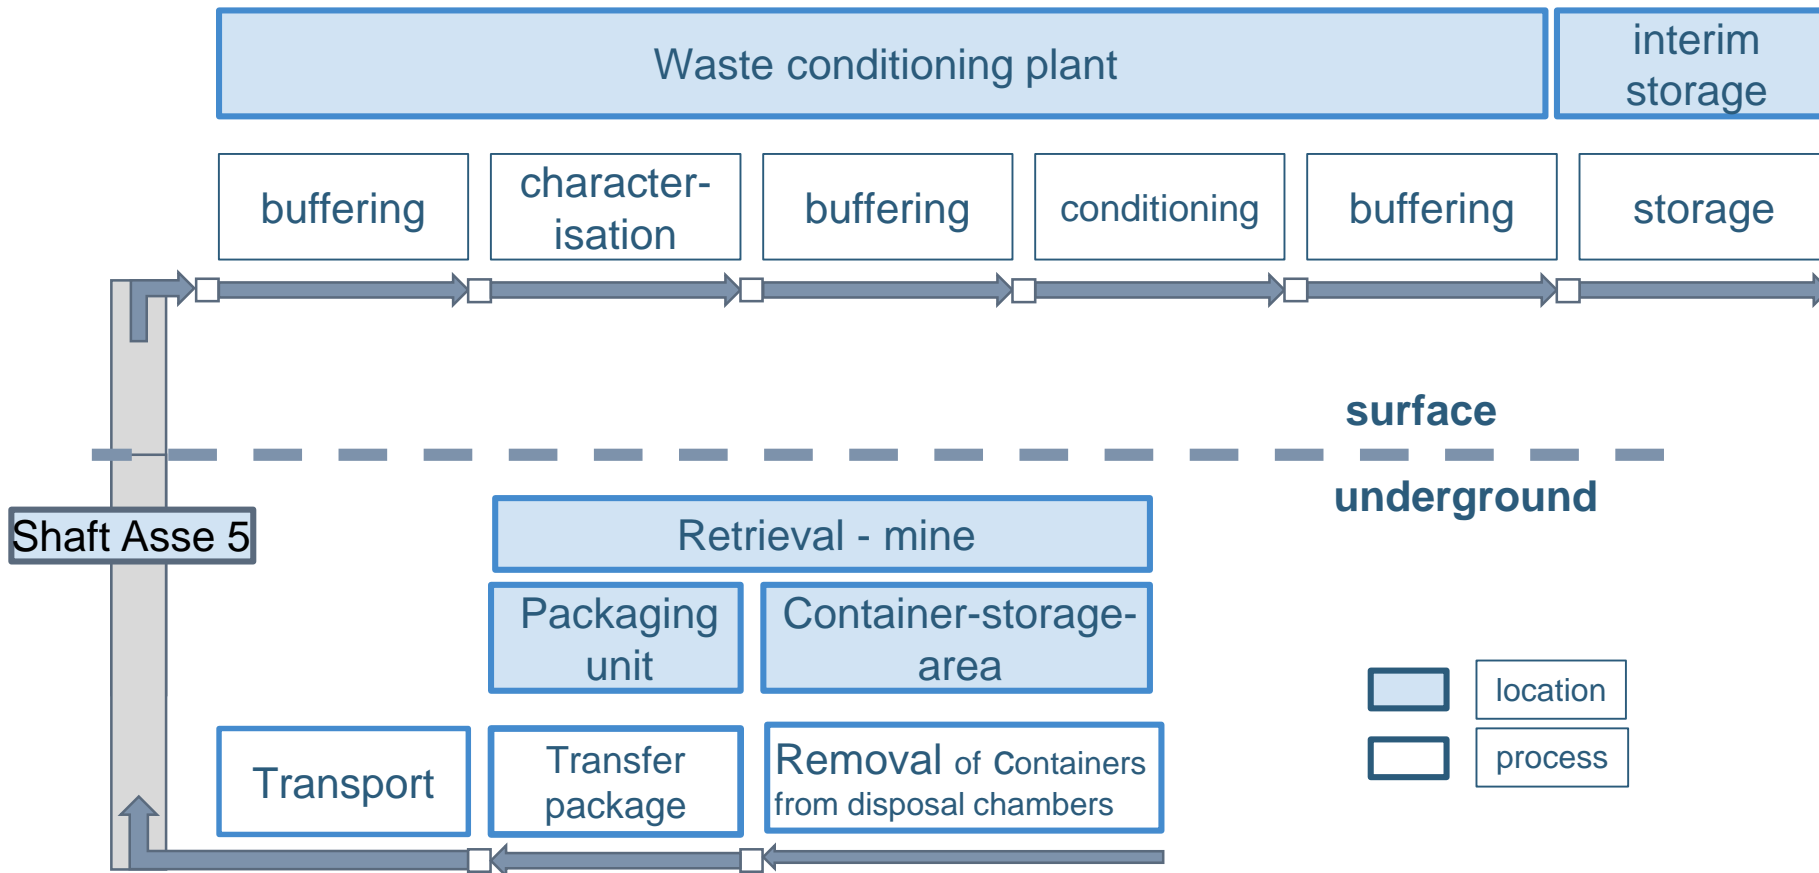 Waste conditioning plant
interim
storage
buffering
character-
isation
buffering
conditioning
buffering
storage
surface
underground
Shaft Asse 5
Retrieval - mine
Packaging
unit
Container-storage-
area
Transport
Transfer
package
Removal of containers
from disposal chambers
location
process